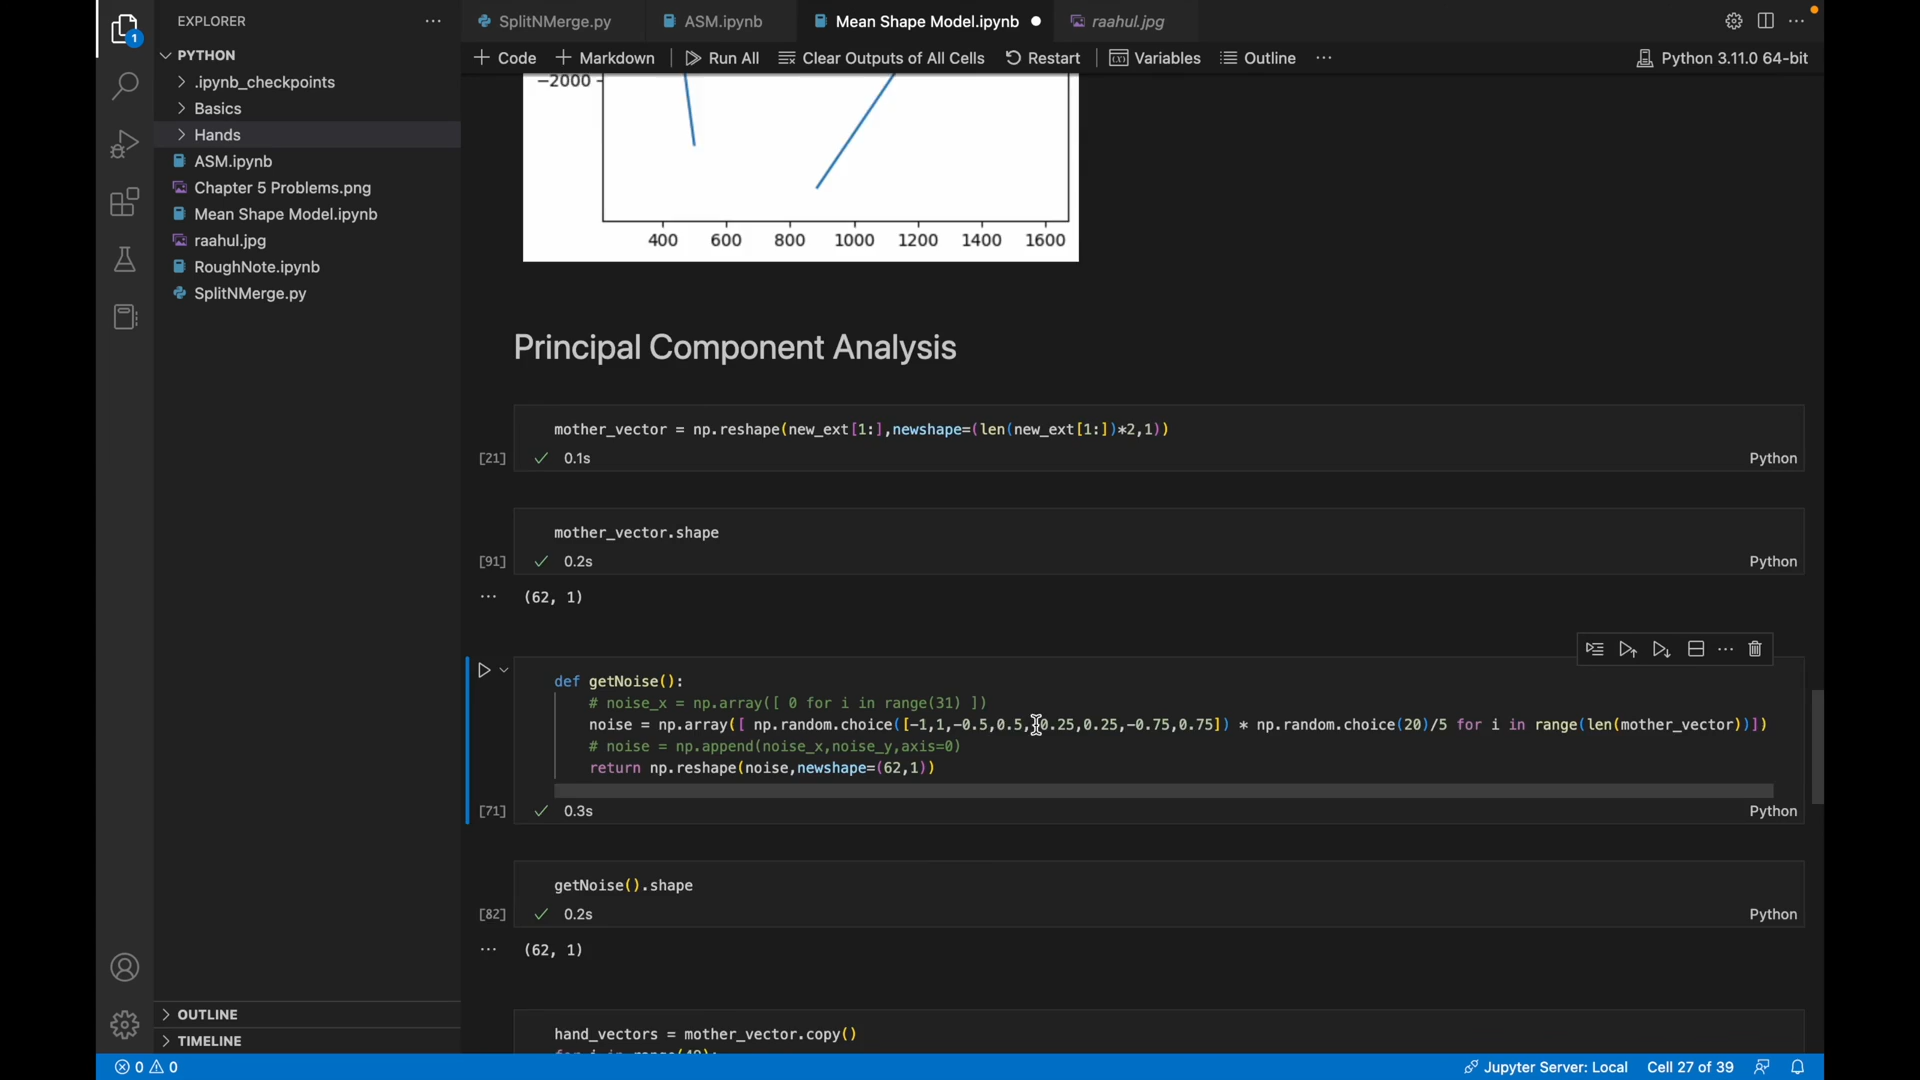 EXPLORER
PYTHON
.ipynb_checkpoints
Basics
Hands
ASM.ipynb
Chapter 5 Problems.png
Mean Shape Model.ipynb
raahul.jpg
RoughNote.ipynb
SplitNMerge.py
OUTLINE
TIMELINE
1
SplitNMerge.py ASM.ipynb Mean Shape Model.ipynb raahul.jpg
Code Markdown Run All Clear Outputs of All Cells Restart Variables Outline Python 3.11.0 64-bit
−2000
400 600 800 1000 1200 1400 1600
Principal Component Analysis
mother_vector = np.reshape(new_ext[1:],newshape=(len(new_ext[1:])*2,1))
[21] 0.1s Python
mother_vector.shape
[91] 0.2s Python
(62, 1)
def getNoise():
# noise_x = np.array([ 0 for i in range(31) ])
noise = np.array([ np.random.choice([-1,1,-0.5,0.5,-0.25,0.25,-0.75,0.75]) * np.random.choice(20)/5 for i in range(len(mother_vector))])
# noise = np.append(noise_x,noise_y,axis=0)
return np.reshape(noise,newshape=(62,1))
[71] 0.3s Python
getNoise().shape
[82] 0.2s Python
(62, 1)
hand_vectors = mother_vector.copy()
0 0 Jupyter Server: Local Cell 27 of 39